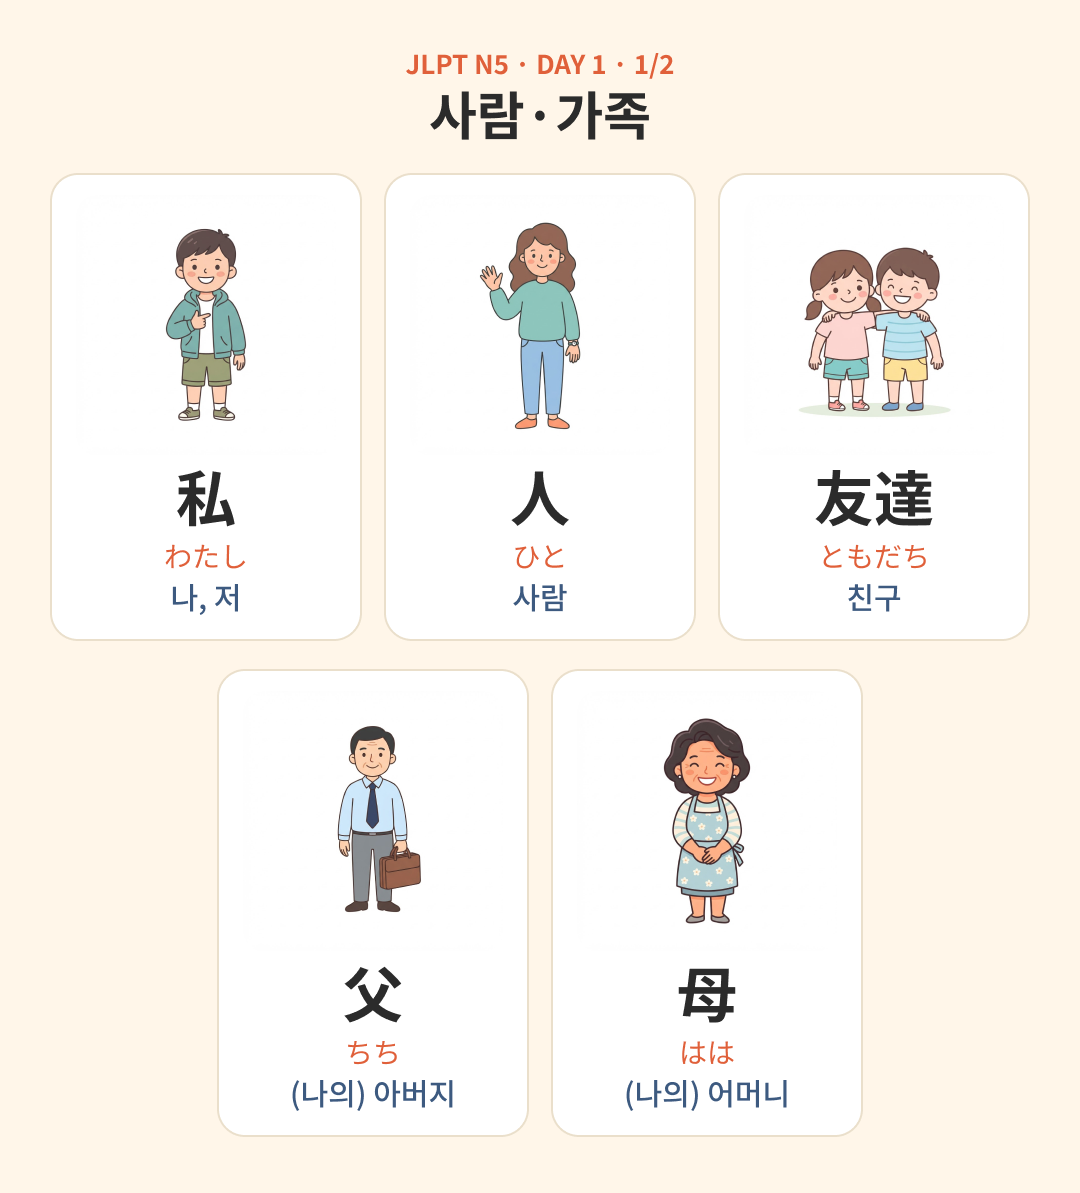 JLPT N5 · DAY 1 · 1/2
사람·가족
私
わたし
나, 저
人
ひと
사람
友達
ともだち
친구
父
ちち
(나의) 아버지
母
はは
(나의) 어머니